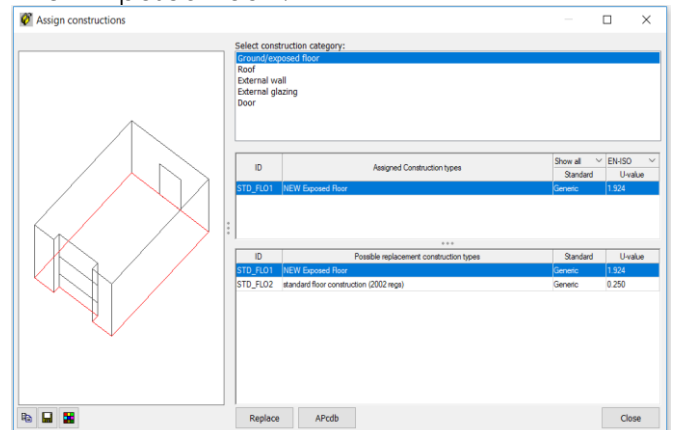 Assign constructions
Select construction category:
Ground/exposed floor
Roof
External wall
External glazing
Door
ID Assigned Construction types Show all EN-ISO
Standard U-value
STD_FLO1 NEW Exposed Floor Generic 1.924
ID Possible replacement construction types Standard U-value
STD_FLO1 NEW Exposed Floor Generic 1.924
STD_FLO2 standard floor construction (2002 regs) Generic 0.250
Replace APcdb Close